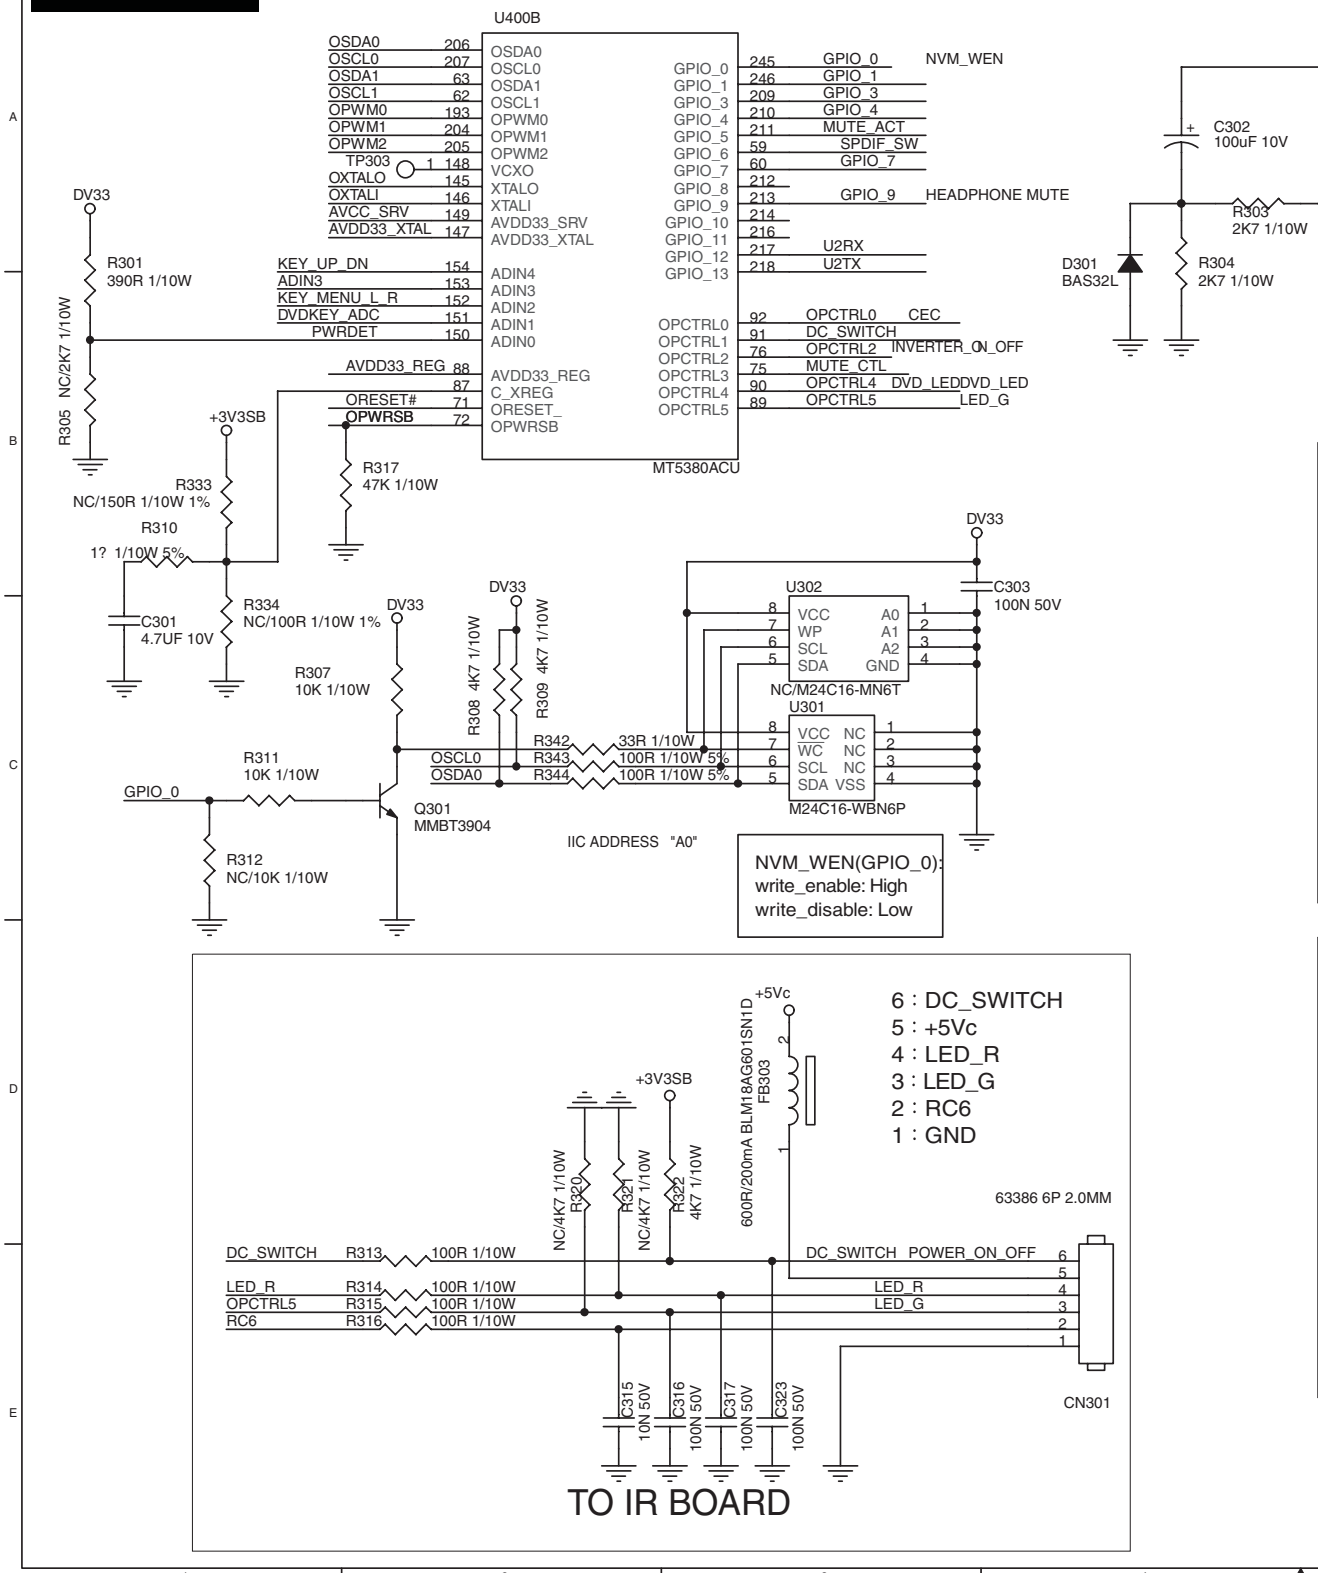 U400B
OSDA0 206 OSDA0
OSCL0 207 OSCL0
OSDA1 63 OSDA1
OSCL1 62 OSCL1
OPWM0 193 OPWM0
OPWM1 204 OPWM1
OPWM2 205 OPWM2
TP303 1 148 VCXO
OXTALO 145 XTALO
OXTALI 146 XTALI
AVCC_SRV 149 AVDD33_SRV
AVDD33_XTAL 147 AVDD33_XTAL
KEY_UP_DN 154 ADIN4
ADIN3 153 ADIN3
KEY_MENU_L_R 152 ADIN2
DVDKEY_ADC 151 ADIN1
PWRDET 150 ADIN0
AVDD33_REG 88 AVDD33_REG
87 C_XREG
ORESET# 71 ORESET_
OPWRSB 72 OPWRSB
GPIO_0 245 GPIO_0 NVM_WEN
GPIO_1 246 GPIO_1
GPIO_3 209 GPIO_3
GPIO_4 210 GPIO_4
GPIO_5 211 MUTE_ACT
GPIO_6 59 SPDIF_SW
GPIO_7 60 GPIO_7
GPIO_8 212
GPIO_9 213 GPIO_9 HEADPHONE MUTE
GPIO_10 214
GPIO_11 216
GPIO_12 217 U2RX
GPIO_13 218 U2TX
OPCTRL0 92 OPCTRL0 CEC
OPCTRL1 91 DC_SWITCH
OPCTRL2 76 OPCTRL2 INVERTER_ON_OFF
OPCTRL3 75 MUTE_CTL
OPCTRL4 90 OPCTRL4 DVD_LEDDVD_LED
OPCTRL5 89 OPCTRL5 LED_G
MT5380ACU
A
B
C
D
E
C302
100uF 10V
R303
2K7 1/10W
R304
2K7 1/10W
D301
BAS32L
DV33
R301
390R 1/10W
R305 NC/2K7 1/10W
+3V3SB
R333
NC/150R 1/10W 1%
R310
1? 1/10W 5%
C301
4.7UF 10V
R334
NC/100R 1/10W 1%
R317
47K 1/10W
DV33
R307
10K 1/10W
DV33
R308 4K7 1/10W
R309 4K7 1/10W
DV33
C303
100N 50V
U302
8 VCC A0 1
7 WP A1 2
6 SCL A2 3
5 SDA GND 4
NC/M24C16-MN6T
U301
8 VCC NC 1
7 WC NC 2
6 SCL NC 3
5 SDA VSS 4
M24C16-WBN6P
R342 33R 1/10W
OSCL0 R343 100R 1/10W 5%
OSDA0 R344 100R 1/10W 5%
R311
10K 1/10W
GPIO_0
Q301
MMBT3904
R312
NC/10K 1/10W
IIC ADDRESS "A0"
NVM_WEN(GPIO_0):
write_enable: High
write_disable: Low
+5Vc
2
600R/200mA BLM18AG601SN1D
FB303
1
6 : DC_SWITCH
5 : +5Vc
4 : LED_R
3 : LED_G
2 : RC6
1 : GND
+3V3SB
NC/4K7 1/10W
R320
R321
NC/4K7 1/10W
R322
4K7 1/10W
63386 6P 2.0MM
DC_SWITCH R313 100R 1/10W DC_SWITCH POWER_ON_OFF 6
5
LED_R R314 100R 1/10W LED_R 4
OPCTRL5 R315 100R 1/10W LED_G 3
RC6 R316 100R 1/10W 2
1
CN301
C315
10N 50V
C316
100N 50V
C317
100N 50V
C323
100N 50V
TO IR BOARD